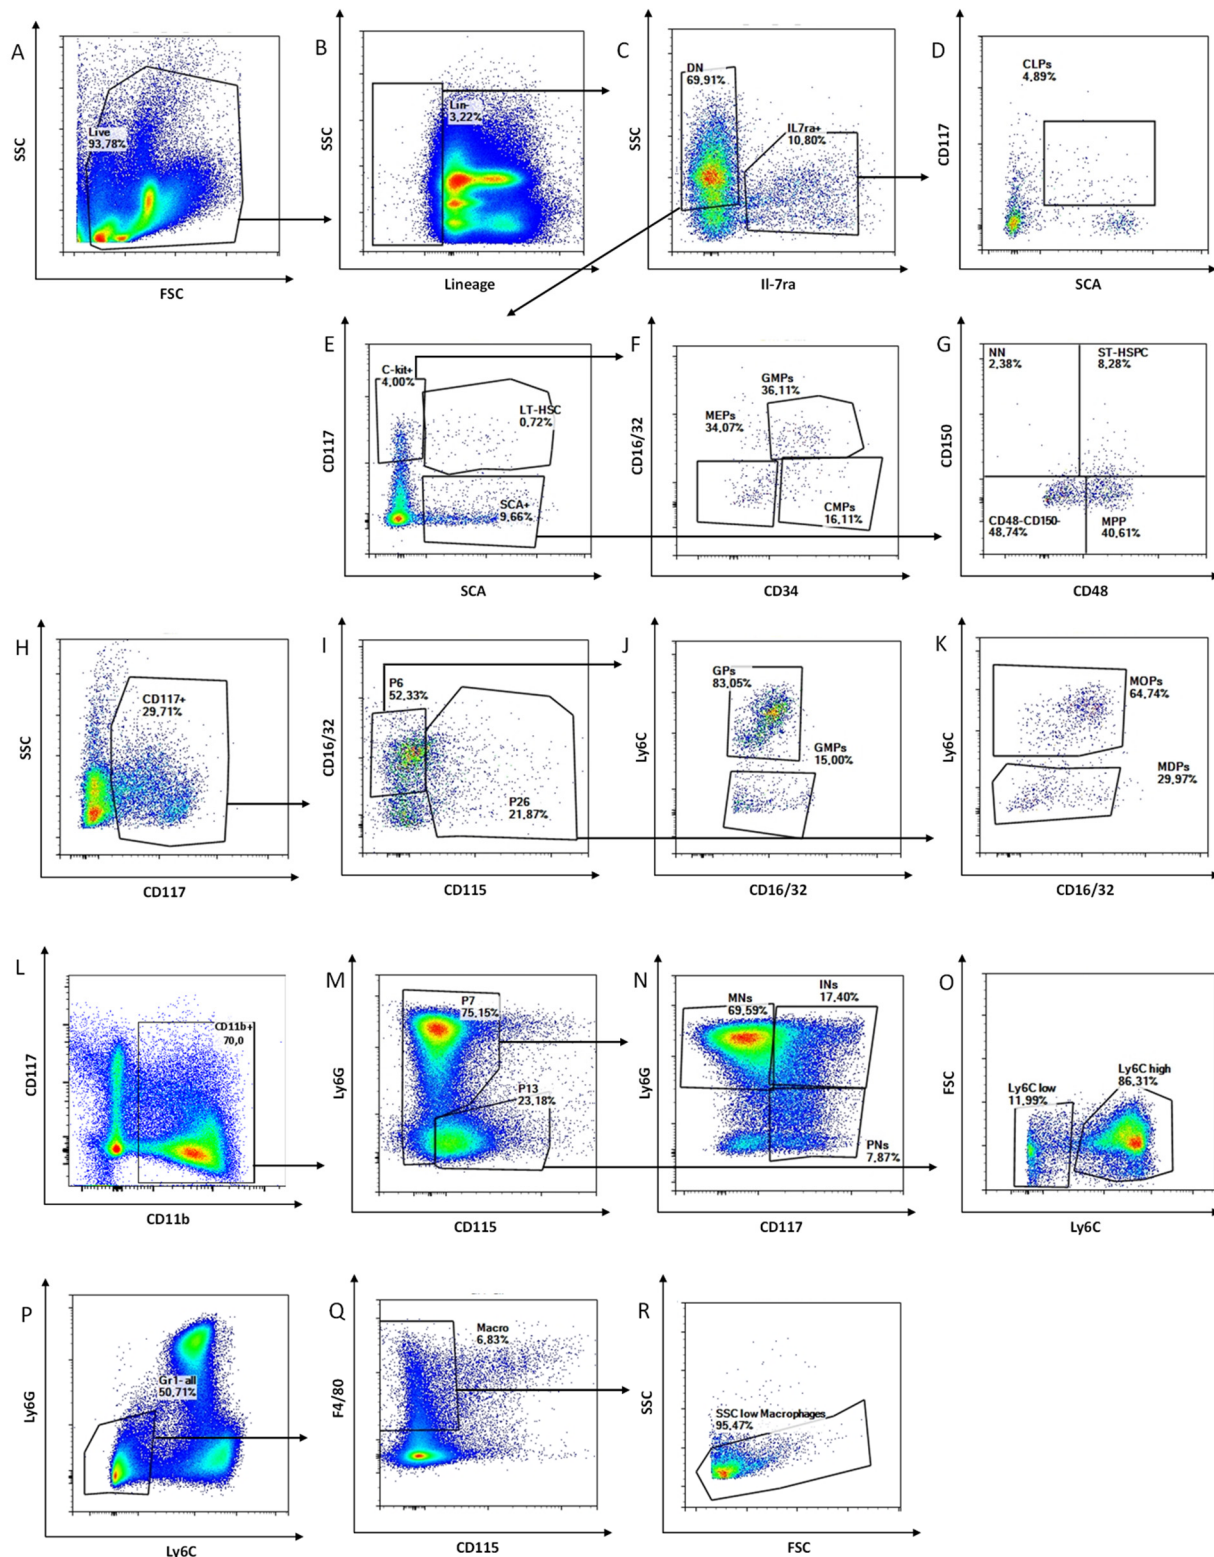 A
SSC
Live
93,78%
FSC
B
SSC
Lin-
3,22%
Lineage
C
SSC
DN
69,91%
IL7ra+
10,80%
Il-7ra
D
CD117
CLPs
4,89%
SCA
E
CD117
C-kit+
4,00%
LT-HSC
0,72%
SCA+
9,66%
SCA
F
CD16/32
GMPs
36,11%
MEPs
34,07%
CMPs
16,11%
CD34
G
CD150
NN
2,38%
ST-HSPC
8,28%
CD48-CD150-
48,74%
MPP
40,61%
CD48
H
SSC
CD117+
29,71%
CD117
I
CD16/32
P6
52,33%
P26
21,87%
CD115
J
Ly6C
GPs
83,05%
GMPs
15,00%
CD16/32
K
Ly6C
MOPs
64,74%
MDPs
29,97%
CD16/32
L
CD117
CD11b+
70,0
CD11b
M
Ly6G
P7
75,15%
P13
23,18%
CD115
N
Ly6G
MNs
69,59%
INs
17,40%
PNs
7,87%
CD117
O
FSC
Ly6C low
11,99%
Ly6C high
86,31%
Ly6C
P
Ly6G
Gr1-all
50,71%
Ly6C
Q
F4/80
Macro
6,83%
CD115
R
SSC
SSC low Macrophages
95,47%
FSC